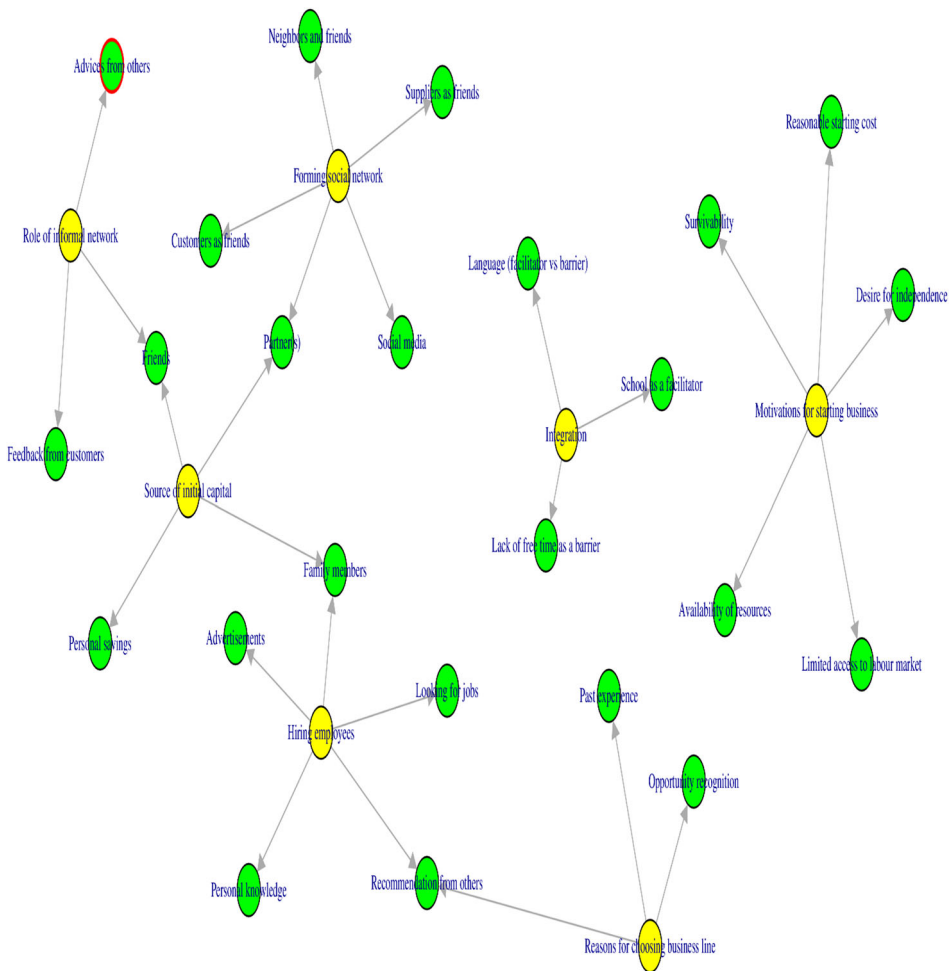 Neighbors and friends
Advices from others
Suppliers as friends
Reasonable starting cost
Forming social network
Survivability
Role of informal network
Customers as friends
Language (facilitator vs barrier)
Desire for independence
Friends
Partner(s)
Social media
School as a facilitator
Motivations for starting business
Integration
Feedback from customers
Source of initial capital
Lack of free time as a barrier
Family members
Availability of resources
Personal savings
Advertisements
Limited access to labour market
Looking for jobs
Past experience
Hiring employees
Opportunity recognition
Personal knowledge
Recommendation from others
Reasons for choosing business line